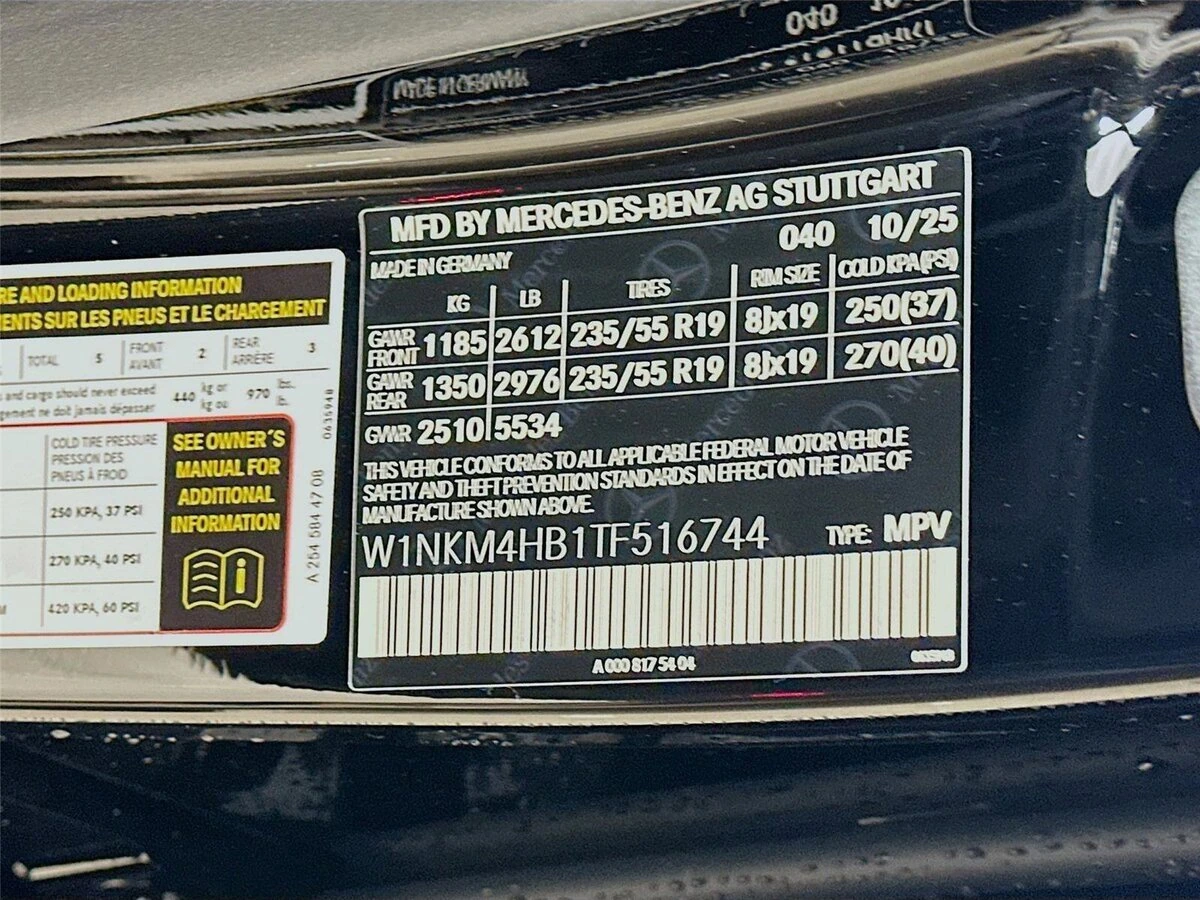 RE AND LOADING INFORMATION
MENTS SUR LES PNEUS ET LE CHARGEMENT
TOTAL 5 FRONT AVANT 2 REAR ARRIÈRE 3
s and cargo should never exceed 440 kg or 970 lbs.
gement ne doit jamais dépasser kg ou lb.
COLD TIRE PRESSURE
PRESSION DES
PNEUS À FROID
250 KPA, 37 PSI
270 KPA, 40 PSI
420 KPA, 60 PSI
SEE OWNER´S
MANUAL FOR
ADDITIONAL
INFORMATION
063594B
A 254 584 47 08
MFD BY MERCEDES-BENZ AG STUTTGART
040 10/25
MADE IN GERMANY
KG LB TIRES RIM SIZE COLD KPA(PSI)
GAWR FRONT 1185 2612 235/55 R19 8Jx19 250(37)
GAWR REAR 1350 2976 235/55 R19 8Jx19 270(40)
GVWR 2510 5534
THIS VEHICLE CONFORMS TO ALL APPLICABLE FEDERAL MOTOR VEHICLE
SAFETY AND THEFT PREVENTION STANDARDS IN EFFECT ON THE DATE OF
MANUFACTURE SHOWN ABOVE.
W1NKM4HB1TF516744 TYPE: MPV
A 000 817 54 04